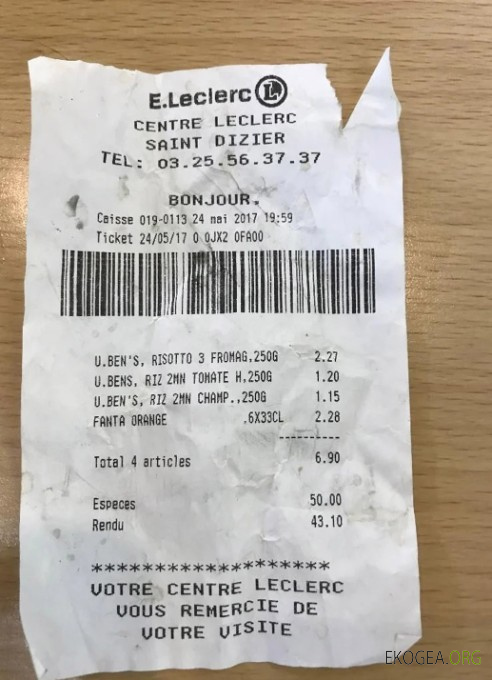 E.Leclerc L
CENTRE LECLERC
SAINT DIZIER
TEL: 03.25.56.37.37
BONJOUR.
Caisse 019-0113 24 mai 2017 19:59
Ticket 24/05/17 0 0JX2 0FA00
U.BEN'S, RISOTTO 3 FROMAG,250G 2.27
U.BENS, RIZ 2MN TOMATE H,250G 1.20
U.BEN'S, RIZ 2MN CHAMP.,250G 1.15
FANTA ORANGE .6X33CL 2.28
----------
Total 4 articles 6.90
Especes 50.00
Rendu 43.10
*******************
VOTRE CENTRE LECLERC
VOUS REMERCIE DE
VOTRE VISITE
EKOGEA.ORG